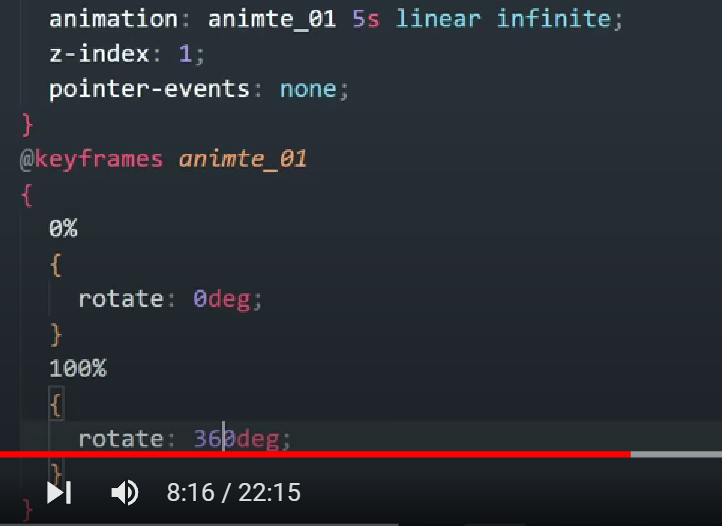 animation: animte_01 5s linear infinite;
z-index: 1;
pointer-events: none;
}
@keyframes animte_01
{
0%
{
rotate: 0deg;
}
100%
{
rotate: 360deg;
}
8:16 / 22:15
}